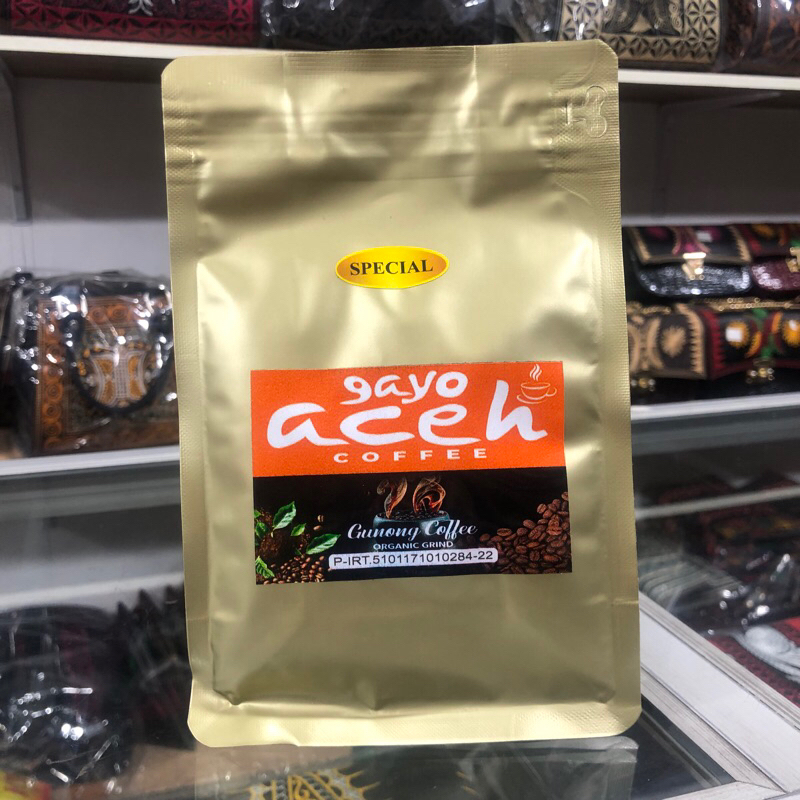 SPECIAL
gayo
aceh
COFFEE
Gunong Coffee
ORGANIC GRIND
P-IRT.5101171010284-22